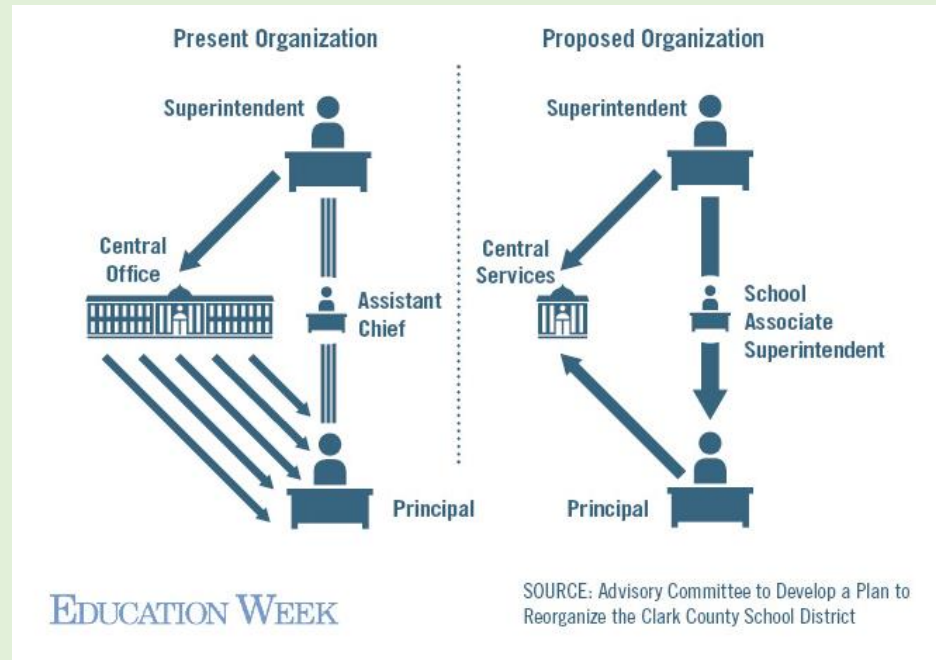 Present Organization
Superintendent
Central
Office
Assistant
Chief
Principal
Proposed Organization
Superintendent
Central
Services
School
Associate
Superintendent
Principal
EDUCATION WEEK
SOURCE: Advisory Committee to Develop a Plan to
Reorganize the Clark County School District